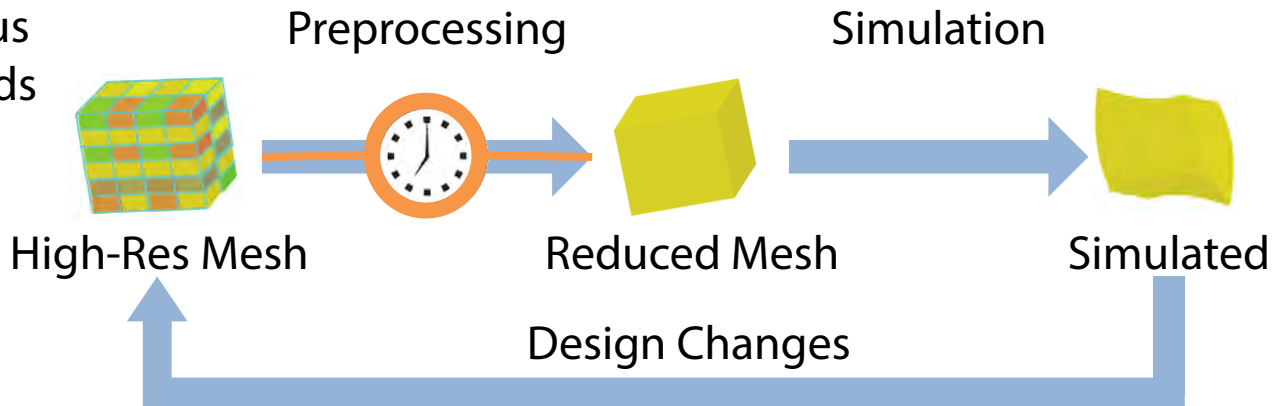 Preprocessing
Simulation
High-Res Mesh
Reduced Mesh
Simulated
Design Changes